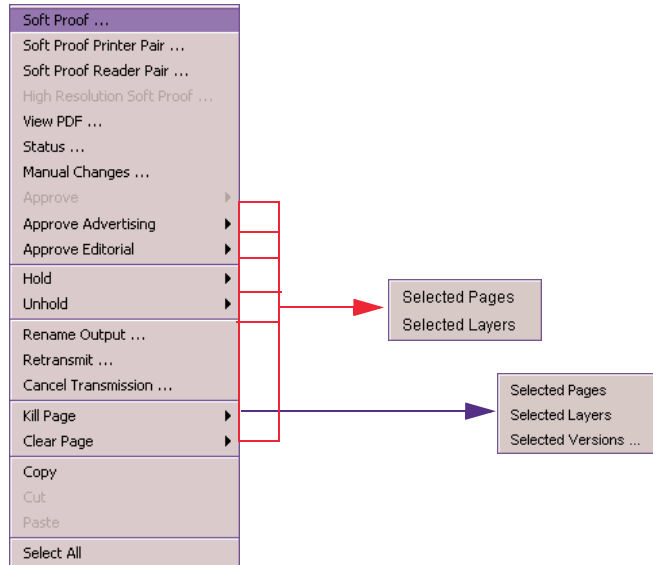 Soft Proof ...
Soft Proof Printer Pair ...
Soft Proof Reader Pair ...
High Resolution Soft Proof ...
View PDF ...
Status ...
Manual Changes ...
Approve
Approve Advertising
Approve Editorial
Hold
Unhold
Rename Output ...
Retransmit ...
Cancel Transmission ...
Kill Page
Clear Page
Copy
Cut
Paste
Select All
Selected Pages
Selected Layers
Selected Pages
Selected Layers
Selected Versions ...